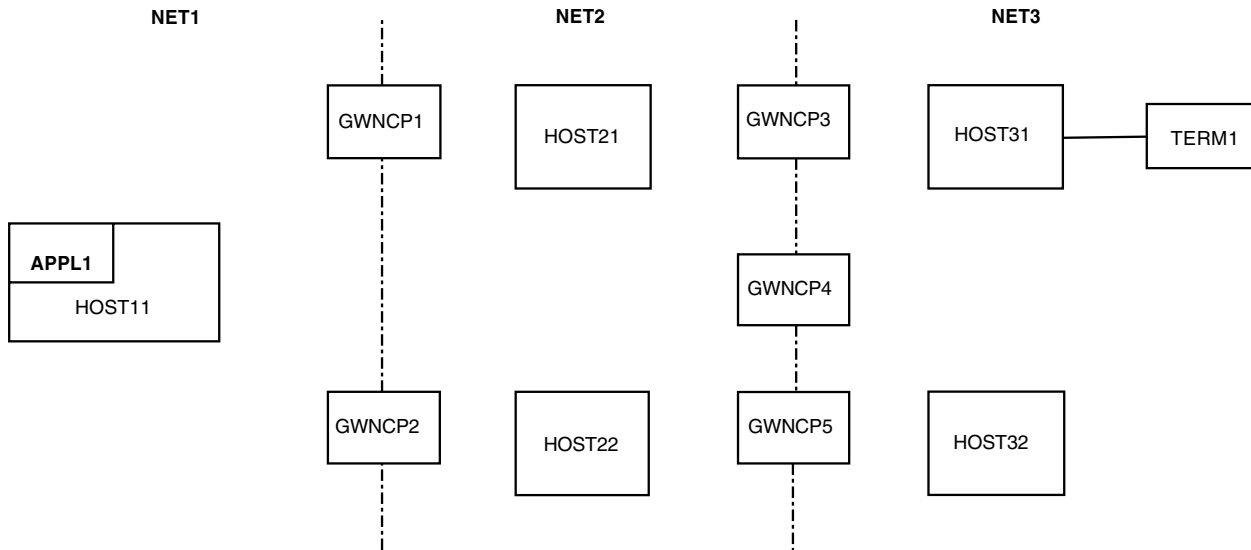 NET1
NET2
NET3
GWNCP1
HOST21
GWNCP3
HOST31
TERM1
APPL1
HOST11
GWNCP4
GWNCP2
HOST22
GWNCP5
HOST32